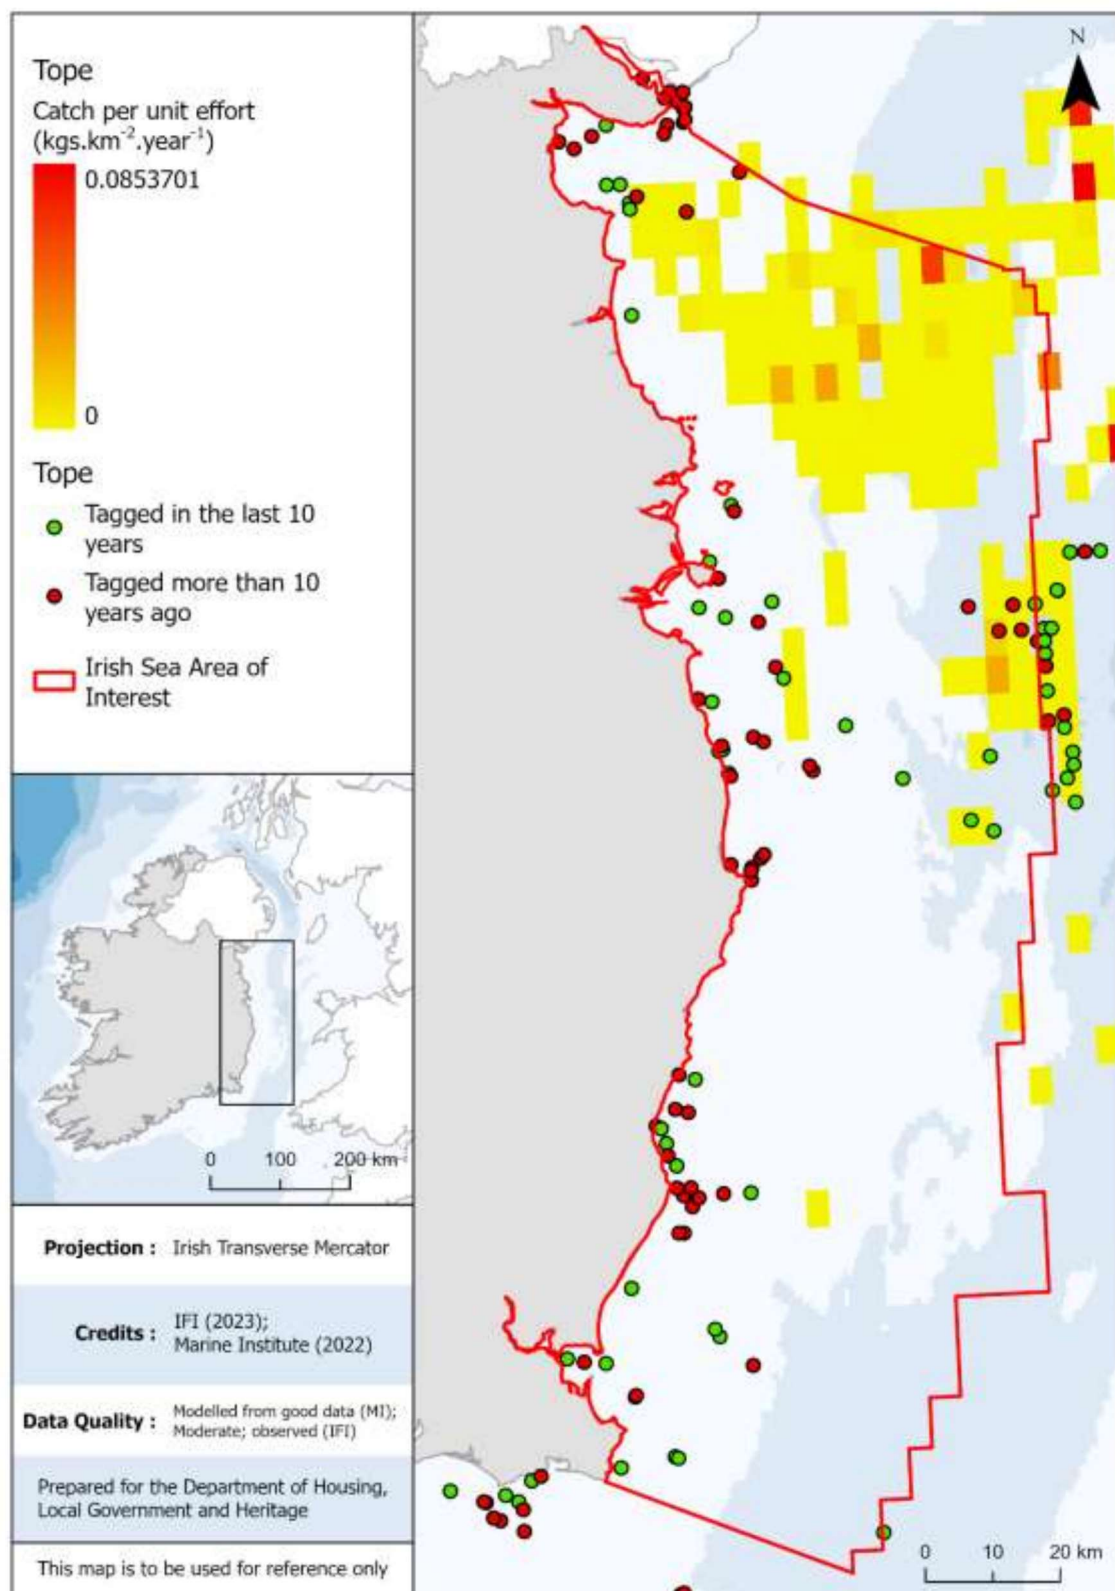 Tope
Catch per unit effort
(kgs.km⁻².year⁻¹)
0.0853701
0
Tope
Tagged in the last 10
years
Tagged more than 10
years ago
Irish Sea Area of
Interest
0 100 200 km
Projection : Irish Transverse Mercator
Credits : IFI (2023);
Marine Institute (2022)
Data Quality : Modelled from good data (MI);
Moderate; observed (IFI)
Prepared for the Department of Housing,
Local Government and Heritage
This map is to be used for reference only
N
0 10 20 km